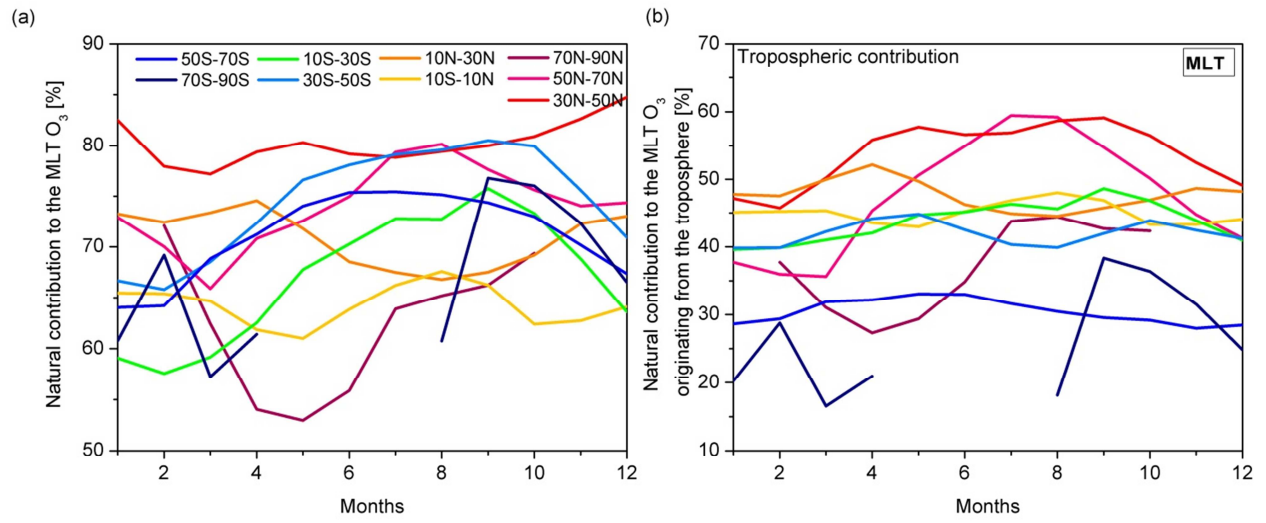 (a)
Natural contribution to the MLT O3 [%]
90
80
70
60
50
50S-70S
70S-90S
10S-30S
30S-50S
10N-30N
10S-10N
70N-90N
50N-70N
30N-50N
2 4 6 8 10 12
Months
(b)
Natural contribution to the MLT O3
originating from the troposphere [%]
70
60
50
40
30
20
10
Tropospheric contribution
MLT
2 4 6 8 10 12
Months